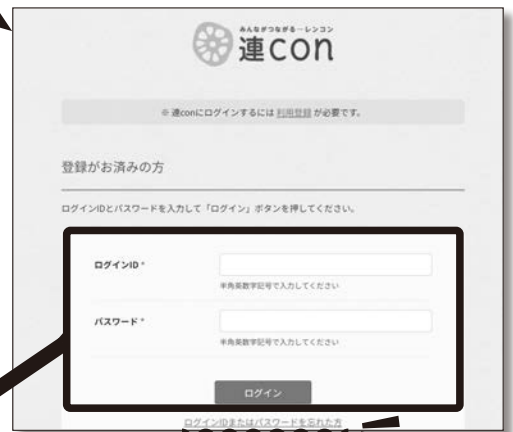 みんながつながるーレンコン
連con
※ 連conにログインするには 利用登録 が必要です。
登録がお済みの方
ログインIDとパスワードを入力して「ログイン」ボタンを押してください。
ログインID *
半角英数字記号で入力してください
パスワード *
半角英数字記号で入力してください
ログイン
ログインIDまたはパスワードを忘れた方